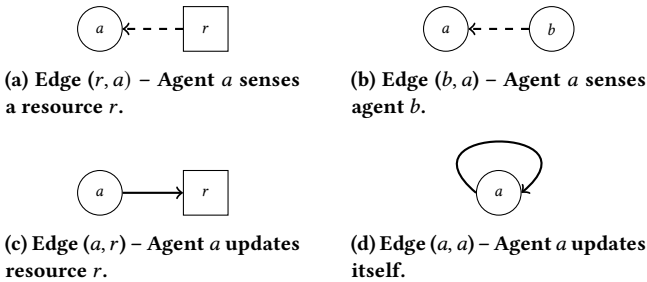 a r
a b
(a) Edge (r, a) – Agent a senses
a resource r.
(b) Edge (b, a) – Agent a senses
agent b.
a r
a
(c) Edge (a, r) – Agent a updates
resource r.
(d) Edge (a, a) – Agent a updates
itself.